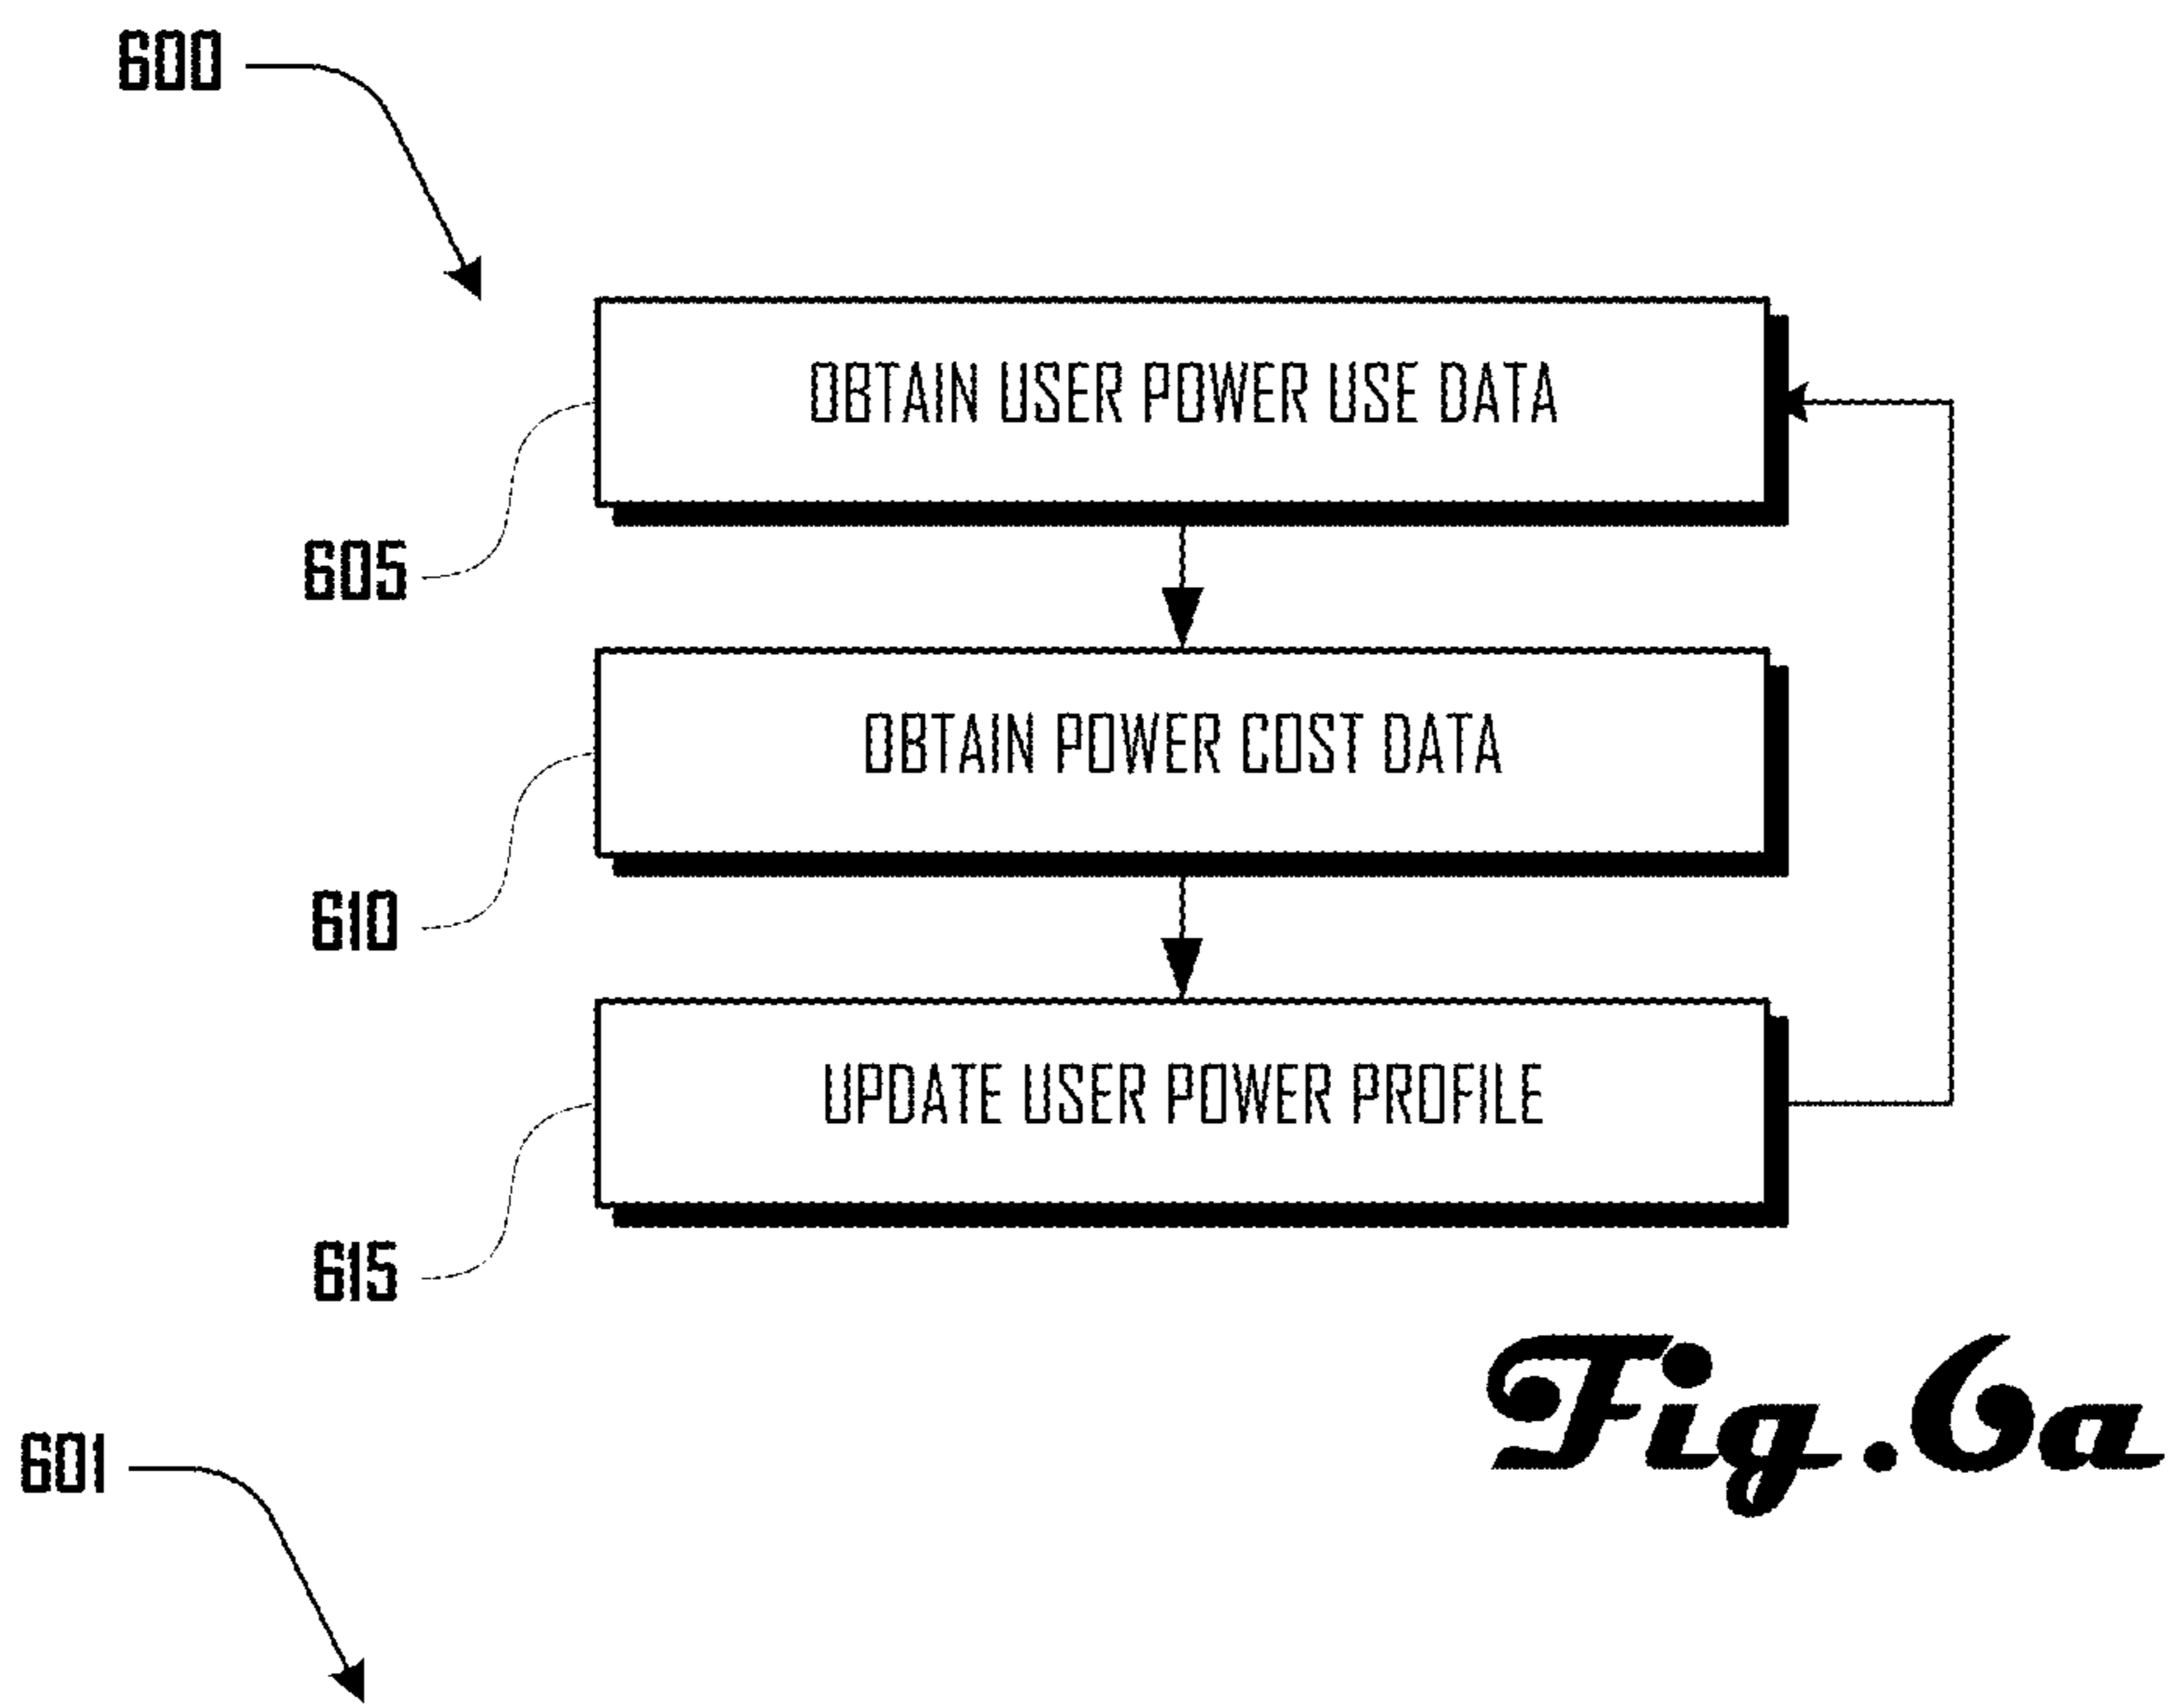 600
OBTAIN USER POWER USE DATA
605
OBTAIN POWER COST DATA
610
UPDATE USER POWER PROFILE
615
Fig.6a
601